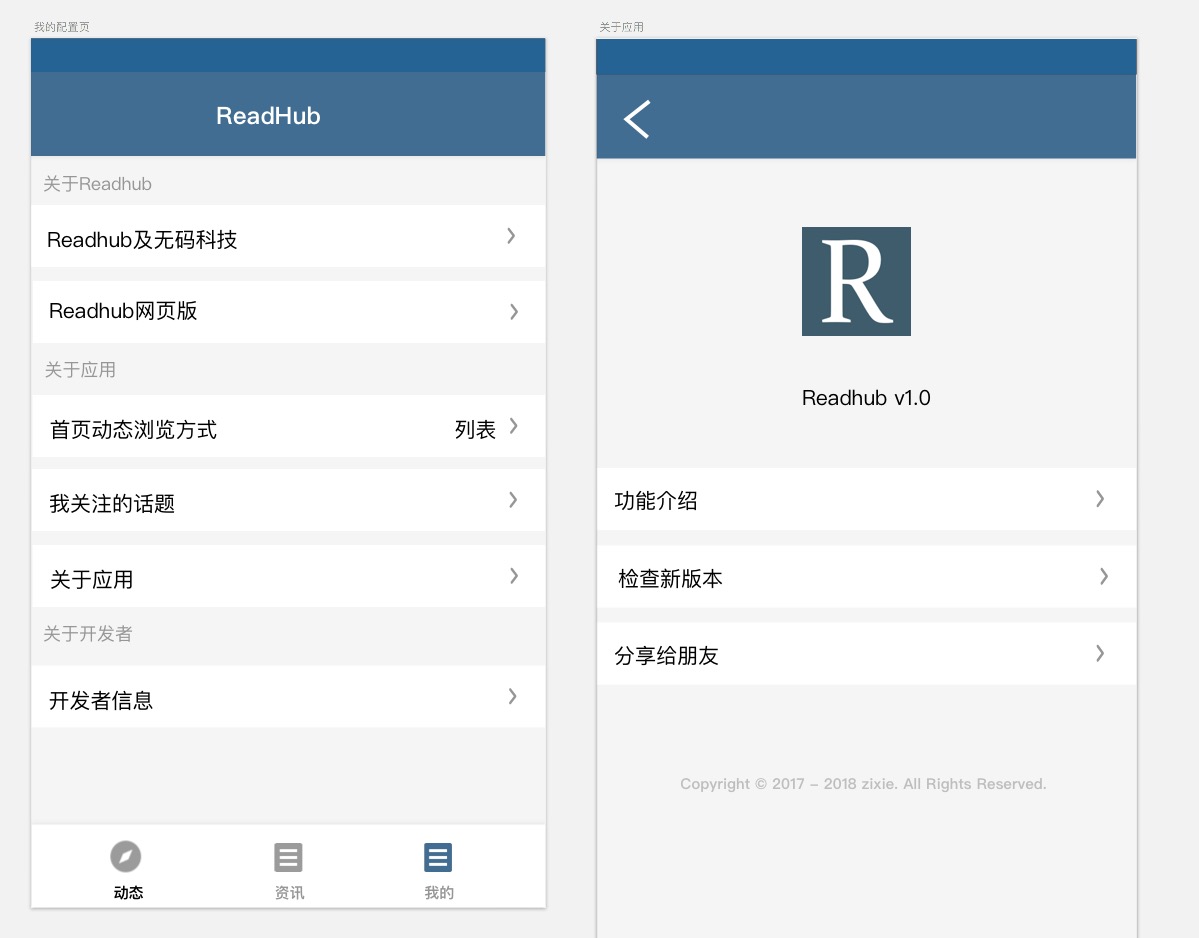 我的配置页
ReadHub
关于Readhub
Readhub及无码科技
Readhub网页版
关于应用
首页动态浏览方式 列表
我关注的话题
关于应用
关于开发者
开发者信息
动态 资讯 我的
关于应用
R
Readhub v1.0
功能介绍
检查新版本
分享给朋友
Copyright © 2017 – 2018 zixie. All Rights Reserved.